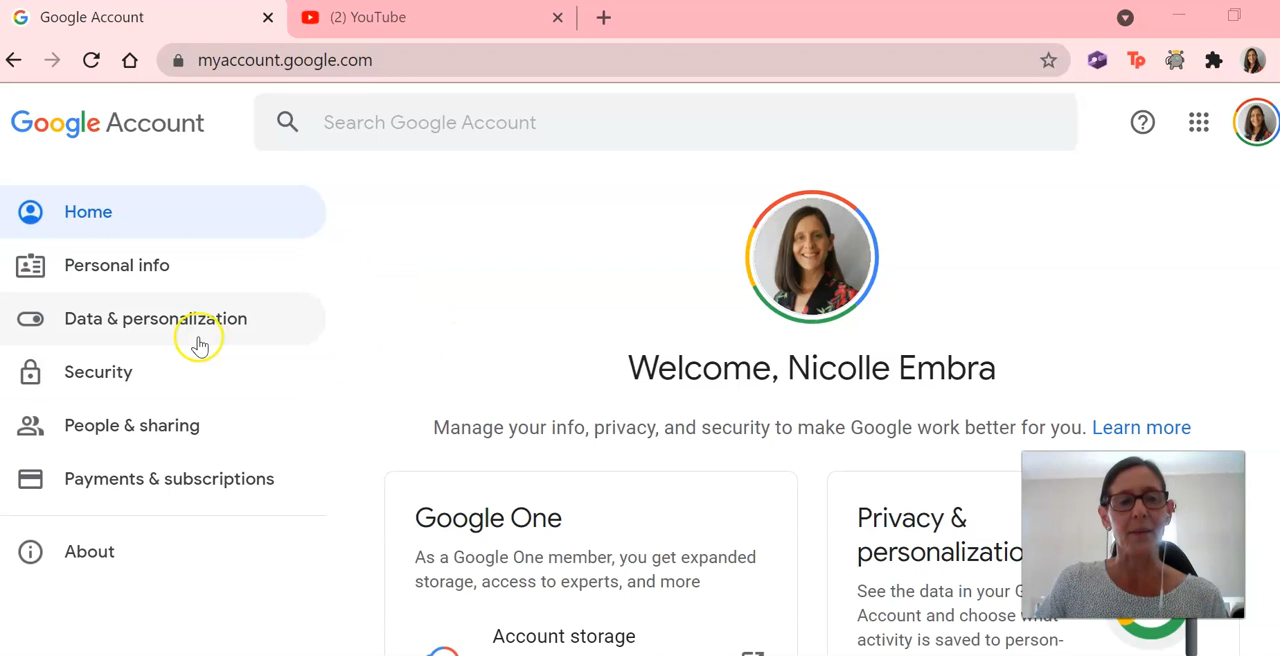 Google Account
(2) YouTube
myaccount.google.com
Tp
Google Account
Search Google Account
Home
Personal info
Data & personalization
Security
People & sharing
Payments & subscriptions
About
Welcome, Nicolle Embra
Manage your info, privacy, and security to make Google work better for you. Learn more
Google One
As a Google One member, you get expanded
storage, access to experts, and more
Account storage
Privacy &
personalizatio
See the data in your G
Account and choose what
activity is saved to person-